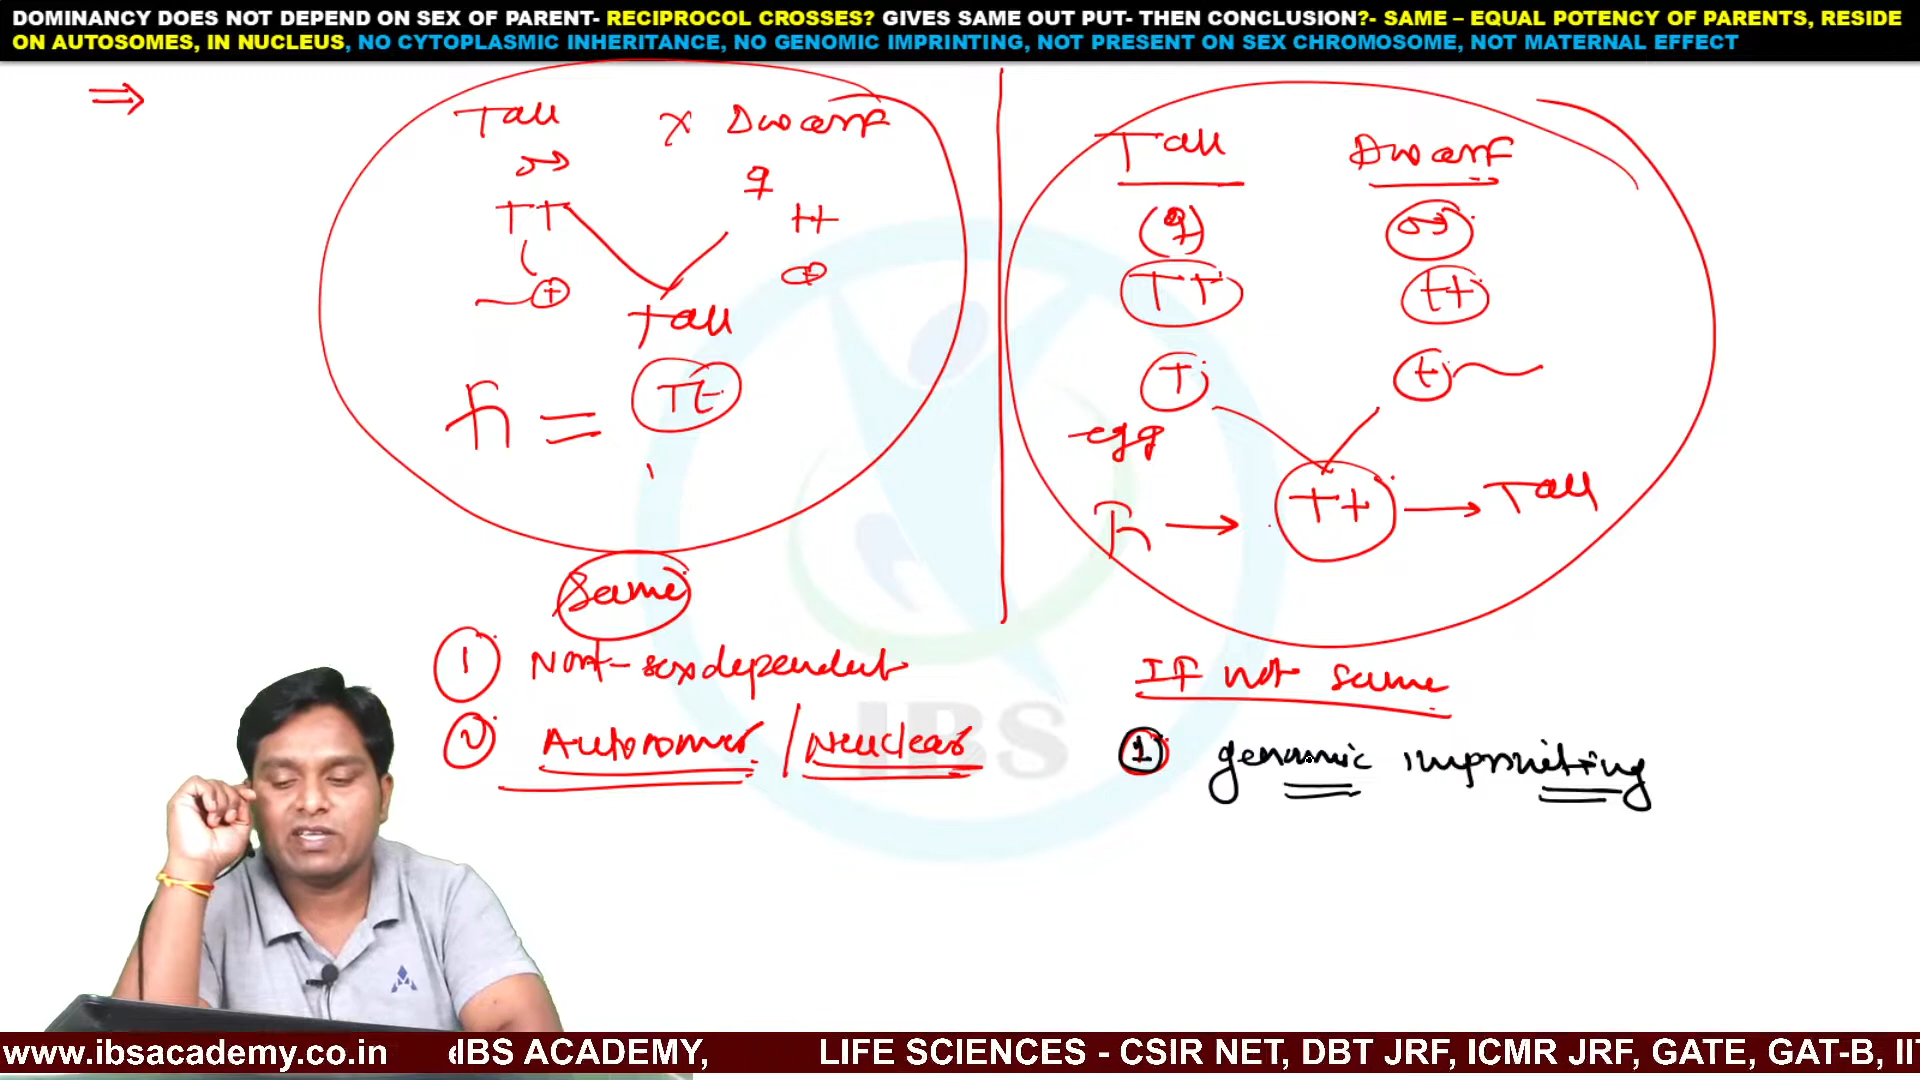 DOMINANCY DOES NOT DEPEND ON SEX OF PARENT- RECIPROCOL CROSSES? GIVES SAME OUT PUT- THEN CONCLUSION?- SAME – EQUAL POTENCY OF PARENTS, RESIDE
ON AUTOSOMES, IN NUCLEUS, NO CYTOPLASMIC INHERITANCE, NO GENOMIC IMPRINTING, NOT PRESENT ON SEX CHROMOSOME, NOT MATERNAL EFFECT
⇒
Tall ♂ x Dwarf ♀
TT tt
T t
Tall
F1 = Tt
Tall Dwarf
(♀) ♂
TT tt
T t
egg
F1 → Tt → Tall
Same
1 Non-sex dependent
2 Autosomes / Nuclear
If not same
1 genomic imprinting
IBS
www.ibsacademy.co.in IBS ACADEMY, LIFE SCIENCES - CSIR NET, DBT JRF, ICMR JRF, GATE, GAT-B, II